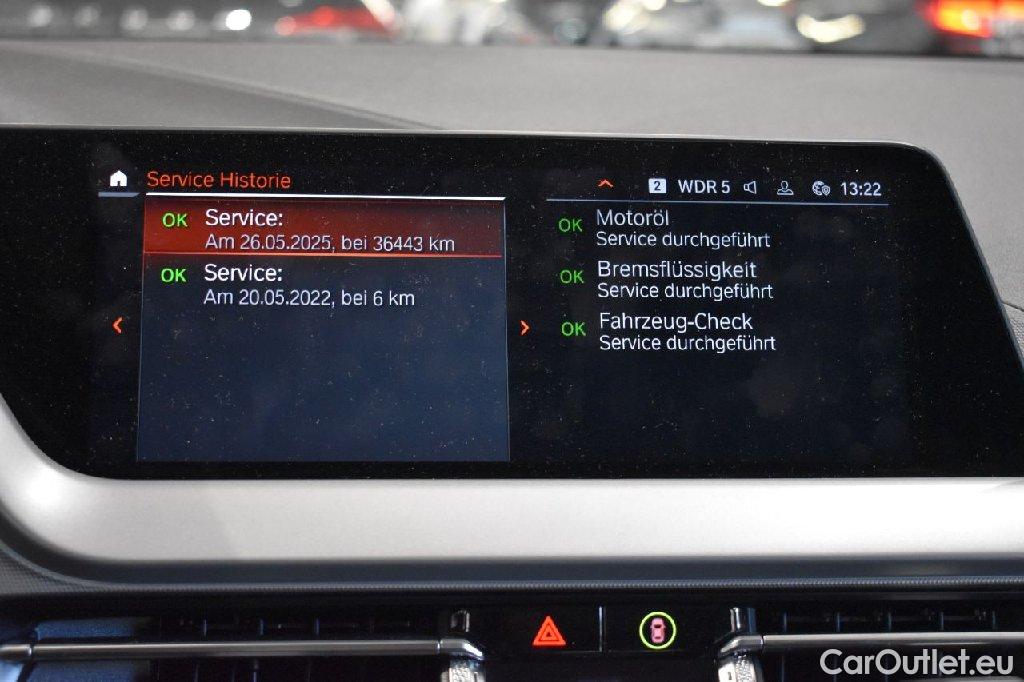 Service Historie
2 WDR 5 13:22
OK Service:
Am 26.05.2025, bei 36443 km
OK Service:
Am 20.05.2022, bei 6 km
OK Motoröl
Service durchgeführt
OK Bremsflüssigkeit
Service durchgeführt
OK Fahrzeug-Check
Service durchgeführt
CarOutlet.eu